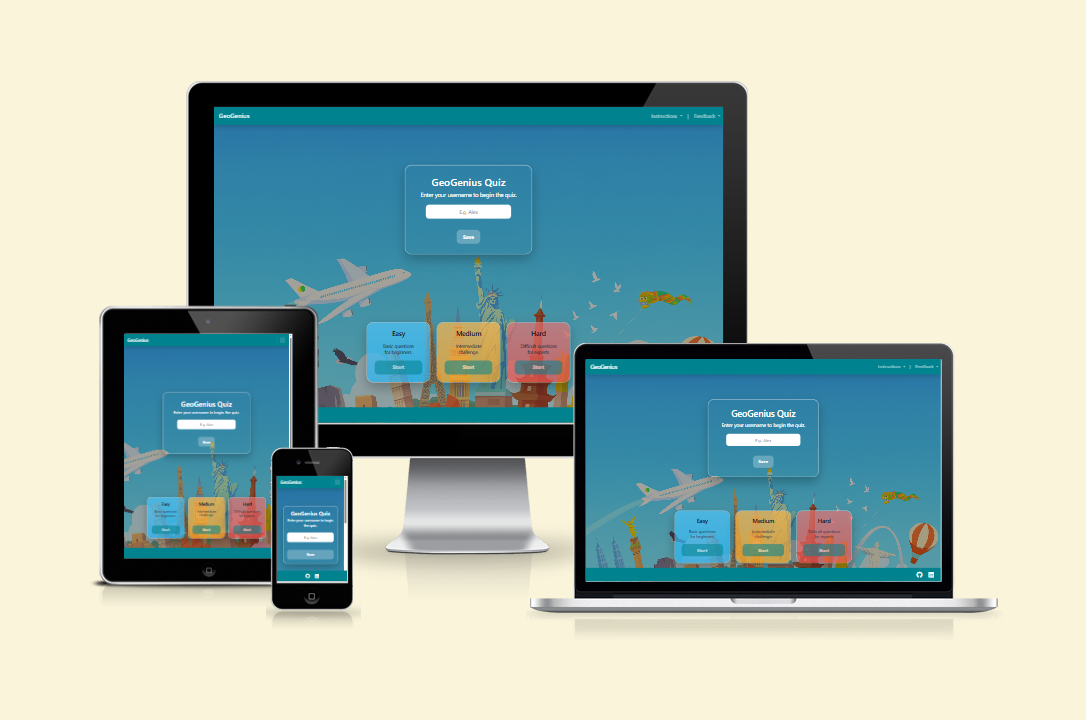 GeoGenius
Instructions | Feedback
GeoGenius Quiz
Enter your username to begin the quiz.
E.g. Alex
Save
Easy
Basic questions
for beginners
Start
Medium
Intermediate
challenge
Start
Hard
Difficult questions
for experts
Start
GeoGenius
GeoGenius Quiz
Enter your username to begin the quiz.
E.g. Alex
Save
Easy
Basic questions
for beginners
Start
Medium
Intermediate
challenge
Start
Hard
Difficult questions
for experts
Start
GeoGenius
GeoGenius Quiz
Enter your username to begin
the quiz.
E.g. Alex
Save
GeoGenius
Instructions | Feedback
GeoGenius Quiz
Enter your username to begin the quiz.
E.g. Alex
Save
Easy
Basic questions
for beginners
Start
Medium
Intermediate
challenge
Start
Hard
Difficult questions
for experts
Start